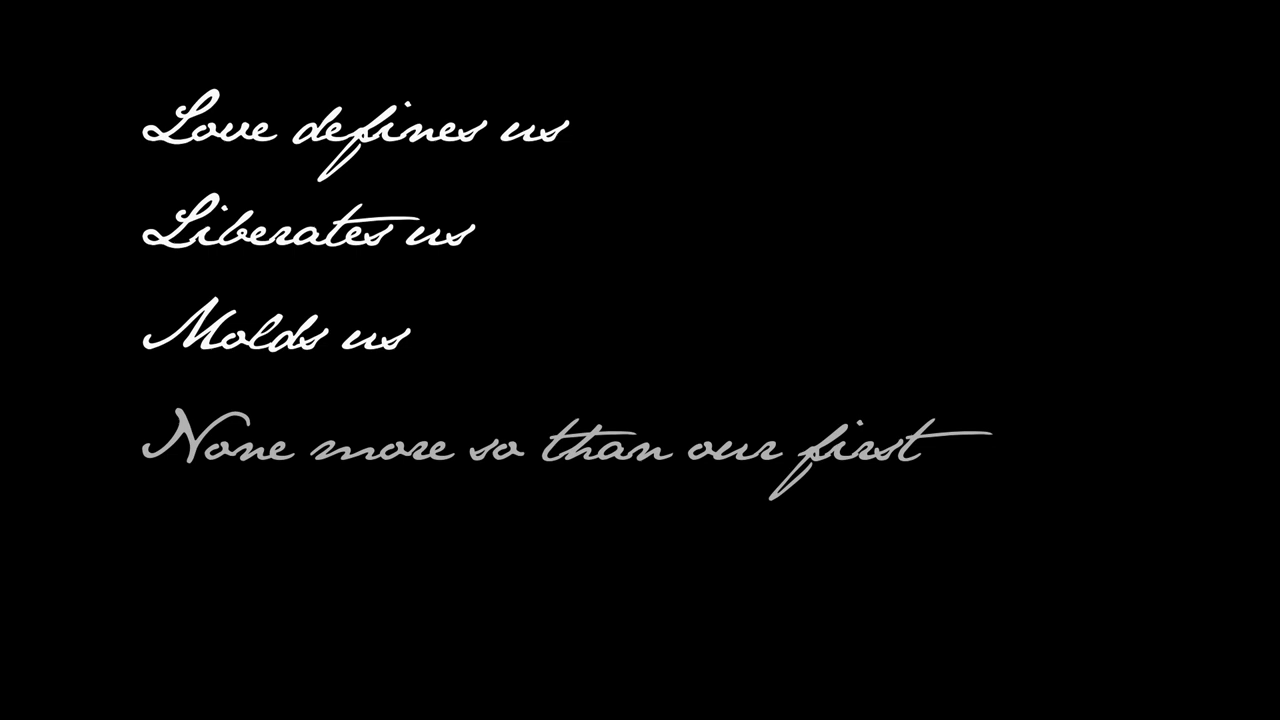 Love defines us
Liberates us
Molds us
None more so than our first